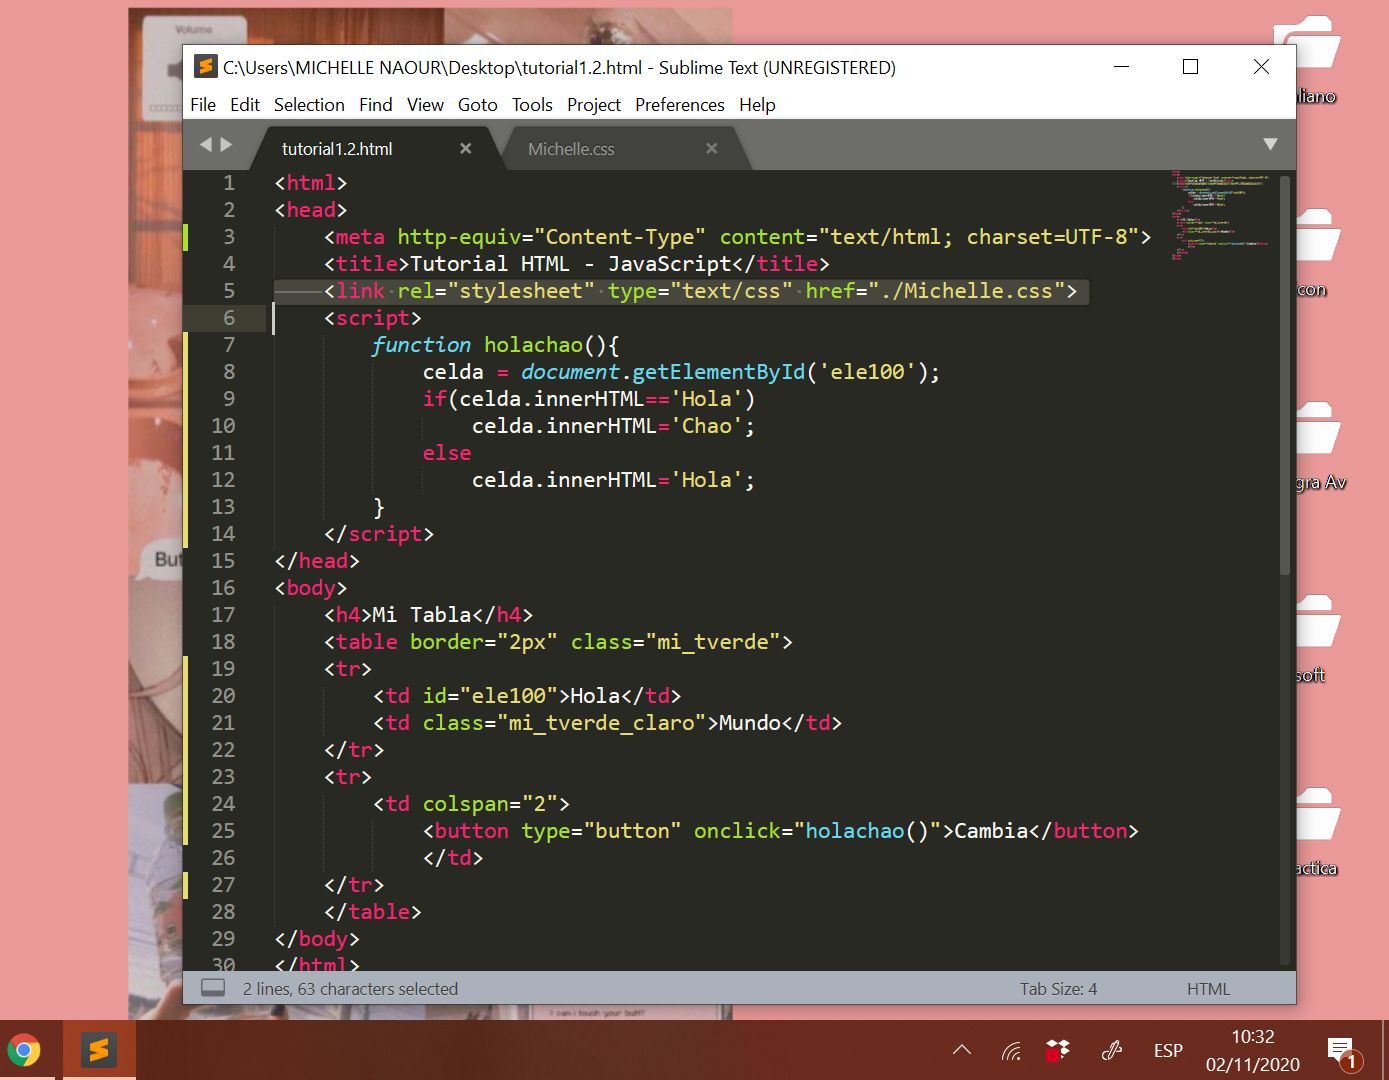 Volume
C:\Users\MICHELLE NAOUR\Desktop\tutorial1.2.html - Sublime Text (UNREGISTERED)
File Edit Selection Find View Goto Tools Project Preferences Help
tutorial1.2.html Michelle.css
1 <html>
2 <head>
3 <meta http-equiv="Content-Type" content="text/html; charset=UTF-8">
4 <title>Tutorial HTML - JavaScript</title>
5 <link rel="stylesheet" type="text/css" href="./Michelle.css">
6 <script>
7 function holachao(){
8 celda = document.getElementById('ele100');
9 if(celda.innerHTML=='Hola')
10 celda.innerHTML='Chao';
11 else
12 celda.innerHTML='Hola';
13 }
14 </script>
15 </head>
16 <body>
17 <h4>Mi Tabla</h4>
18 <table border="2px" class="mi_tverde">
19 <tr>
20 <td id="ele100">Hola</td>
21 <td class="mi_tverde_claro">Mundo</td>
22 </tr>
23 <tr>
24 <td colspan="2">
25 <button type="button" onclick="holachao()">Cambia</button>
26 </td>
27 </tr>
28 </table>
29 </body>
30 </html>
2 lines, 63 characters selected Tab Size: 4 HTML
But
liano
con
gra Av
soft
actica
> can i touch your butt?
ESP
10:32
02/11/2020
1